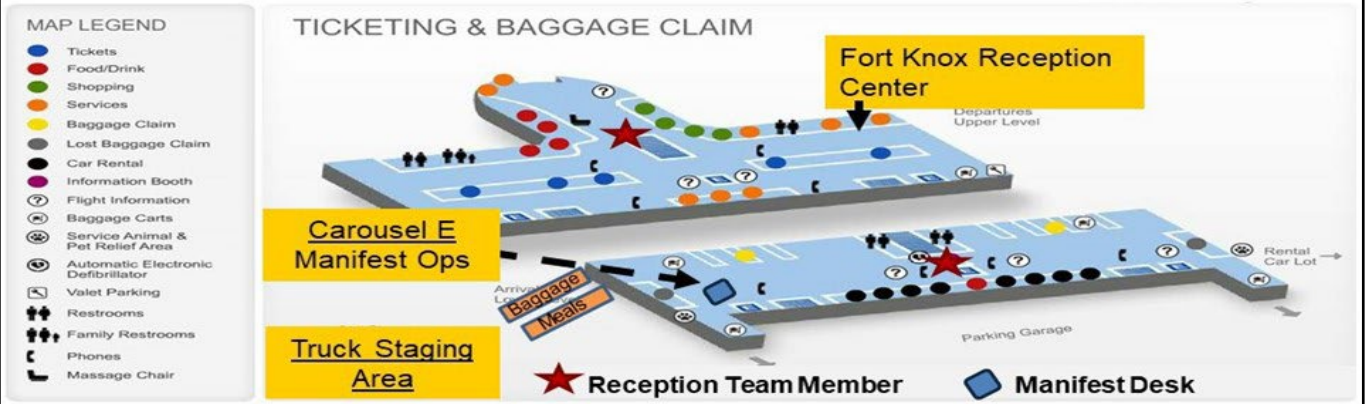 MAP LEGEND
Tickets
Food/Drink
Shopping
Services
Baggage Claim
Lost Baggage Claim
Car Rental
Information Booth
Flight Information
Baggage Carts
Service Animal &
Pet Relief Area
Automatic Electronic
Defibrillator
Valet Parking
Restrooms
Family Restrooms
Phones
Massage Chair
TICKETING & BAGGAGE CLAIM
Fort Knox Reception
Center
Departures
Upper Level
Carousel E
Manifest Ops
Baggage
Meals
Rental
Car Lot
Parking Garage
Truck Staging
Area
Reception Team Member
Manifest Desk